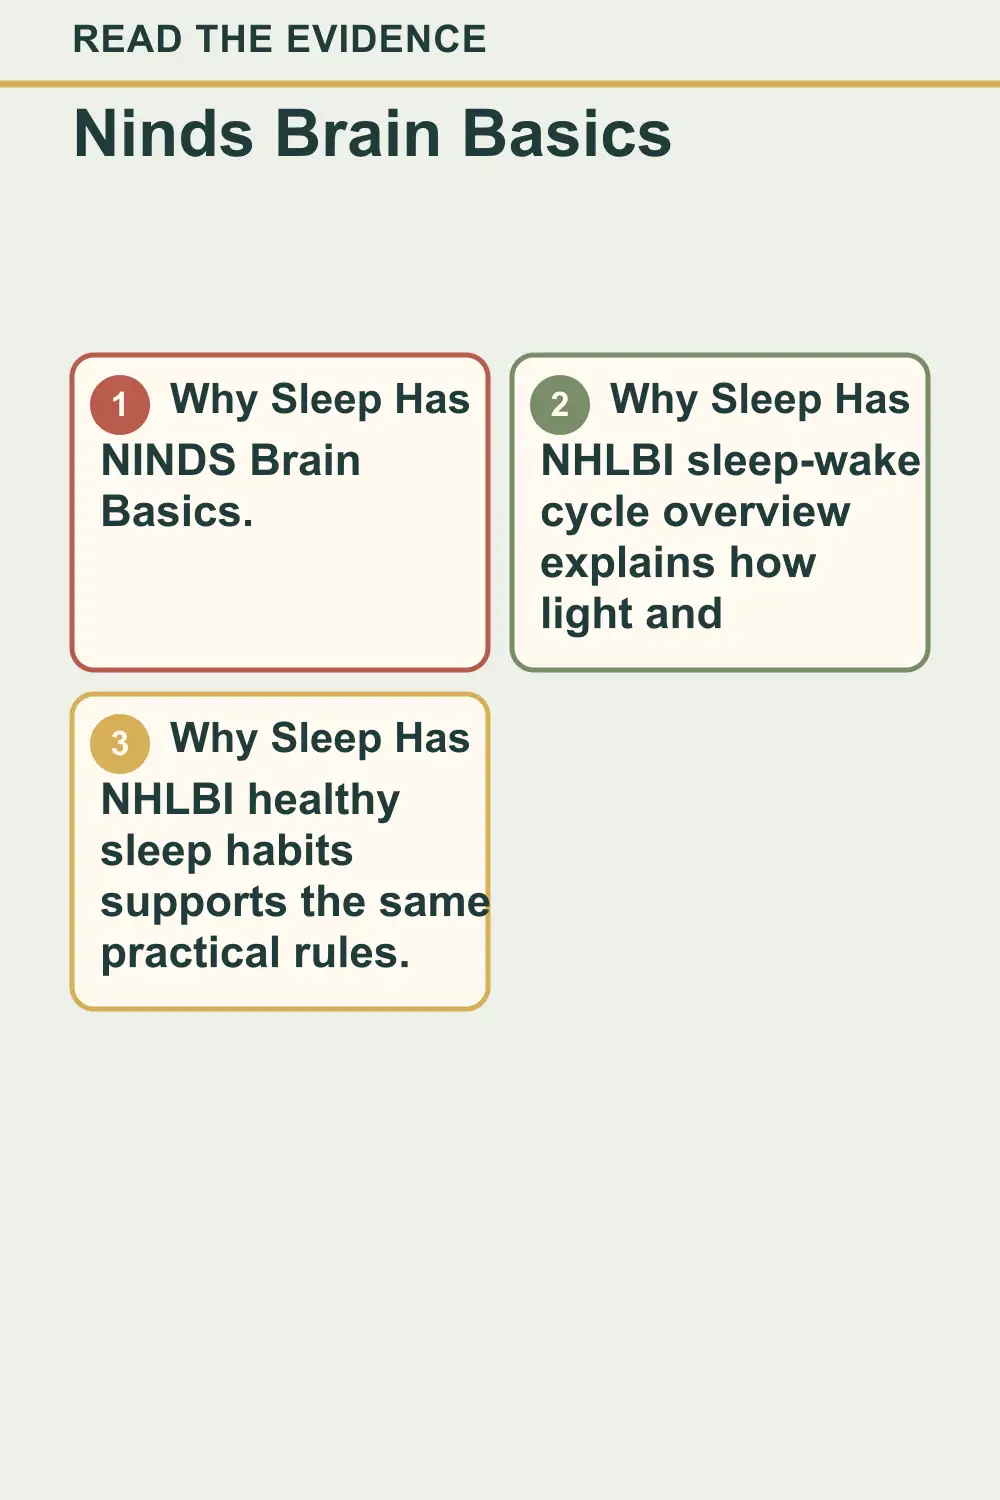 READ THE EVIDENCE
Ninds Brain Basics
1 Why Sleep Has
NINDS Brain
Basics.
2 Why Sleep Has
NHLBI sleep-wake
cycle overview
explains how
light and
3 Why Sleep Has
NHLBI healthy
sleep habits
supports the same
practical rules.